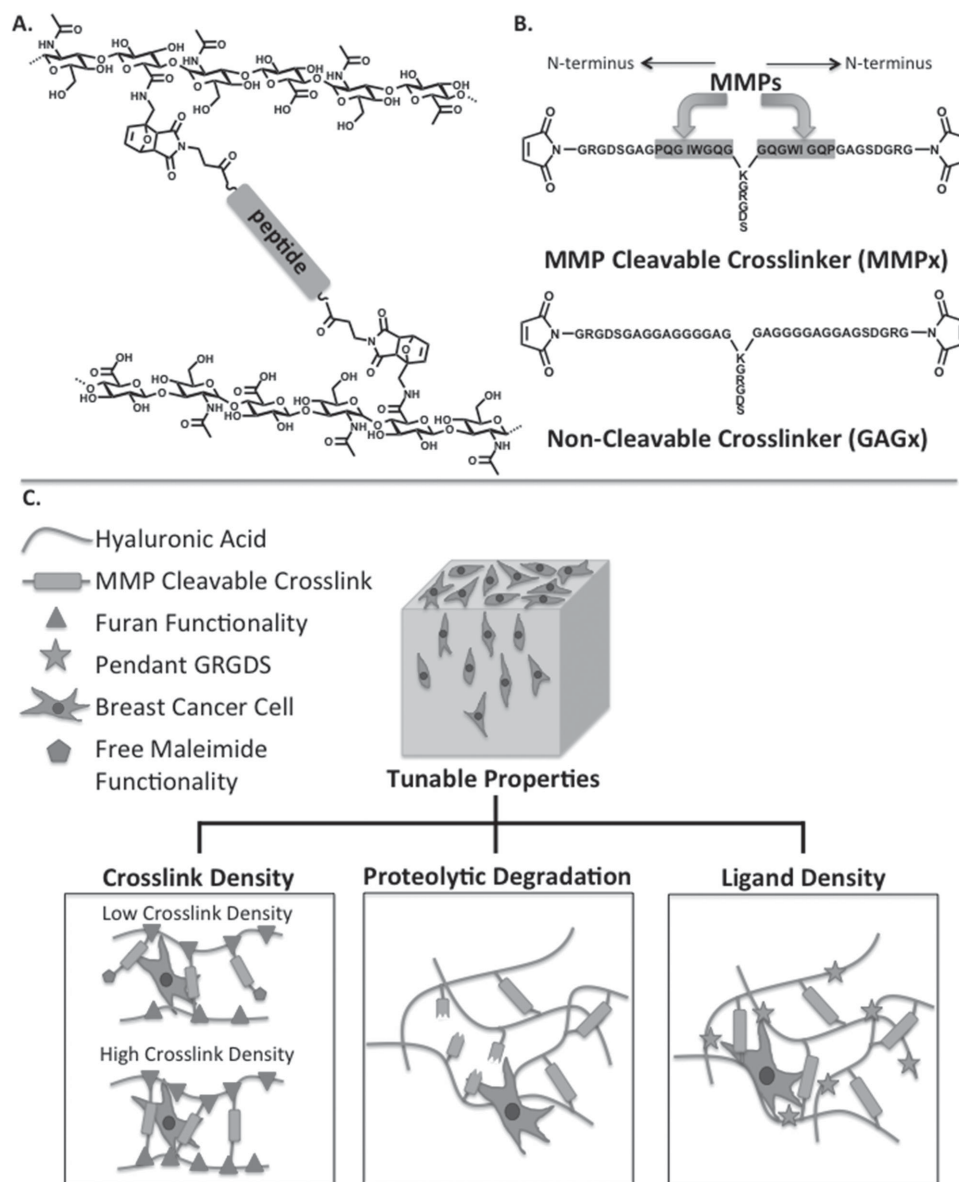 A.
peptide
B.
N-terminus
N-terminus
MMPs
GRGDSGAGPQG IWGQG
GQGWI GQPGAGSDGRG
K
G
R
G
D
S
MMP Cleavable Crosslinker (MMPx)
GRGDSGAGGAGGGGAG
GAGGGGAGGAGSDGRG
K
G
R
G
D
S
Non-Cleavable Crosslinker (GAGx)
C.
Hyaluronic Acid
MMP Cleavable Crosslink
Furan Functionality
Pendant GRGDS
Breast Cancer Cell
Free Maleimide
Functionality
Tunable Properties
Crosslink Density
Low Crosslink Density
High Crosslink Density
Proteolytic Degradation
Ligand Density